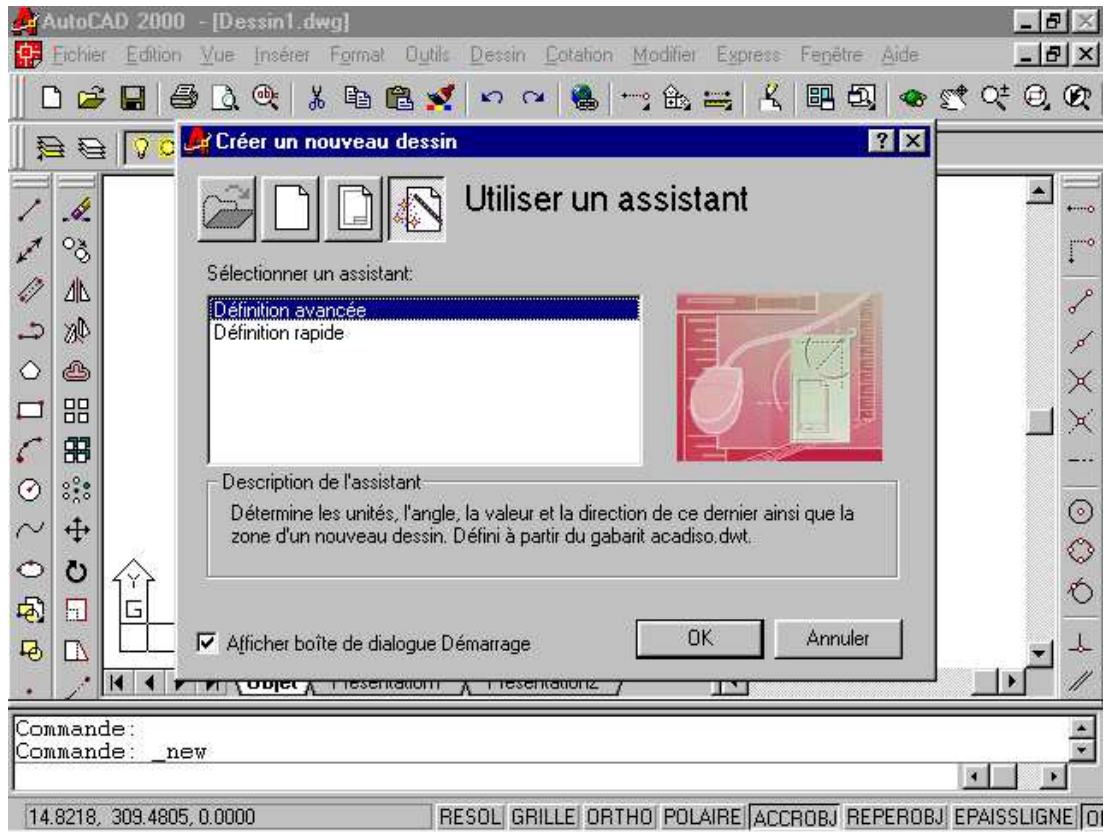 AutoCAD 2000 - [Dessin1.dwg]
Fichier Edition Vue Insérer Format Outils Dessin Cotation Modifier Express Fenêtre Aide
Créer un nouveau dessin
Utiliser un assistant
Sélectionner un assistant:
Définition avancée
Définition rapide
Description de l'assistant
Détermine les unités, l'angle, la valeur et la direction de ce dernier ainsi que la
zone d'un nouveau dessin. Défini à partir du gabarit acadiso.dwt.
Y
G
Afficher boîte de dialogue Démarrage
OK Annuler
Objet Présentation1 Présentation2
Commande:
Commande: _new
14.8218, 309.4805, 0.0000 RESOL GRILLE ORTHO POLAIRE ACCROBJ REPEROBJ EPAISSLIGNE